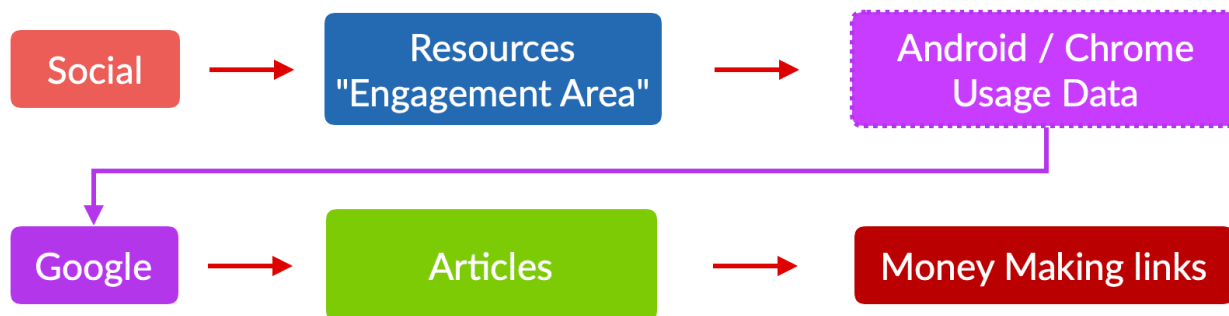 Social
Resources
"Engagement Area"
Android / Chrome
Usage Data
Google
Articles
Money Making links